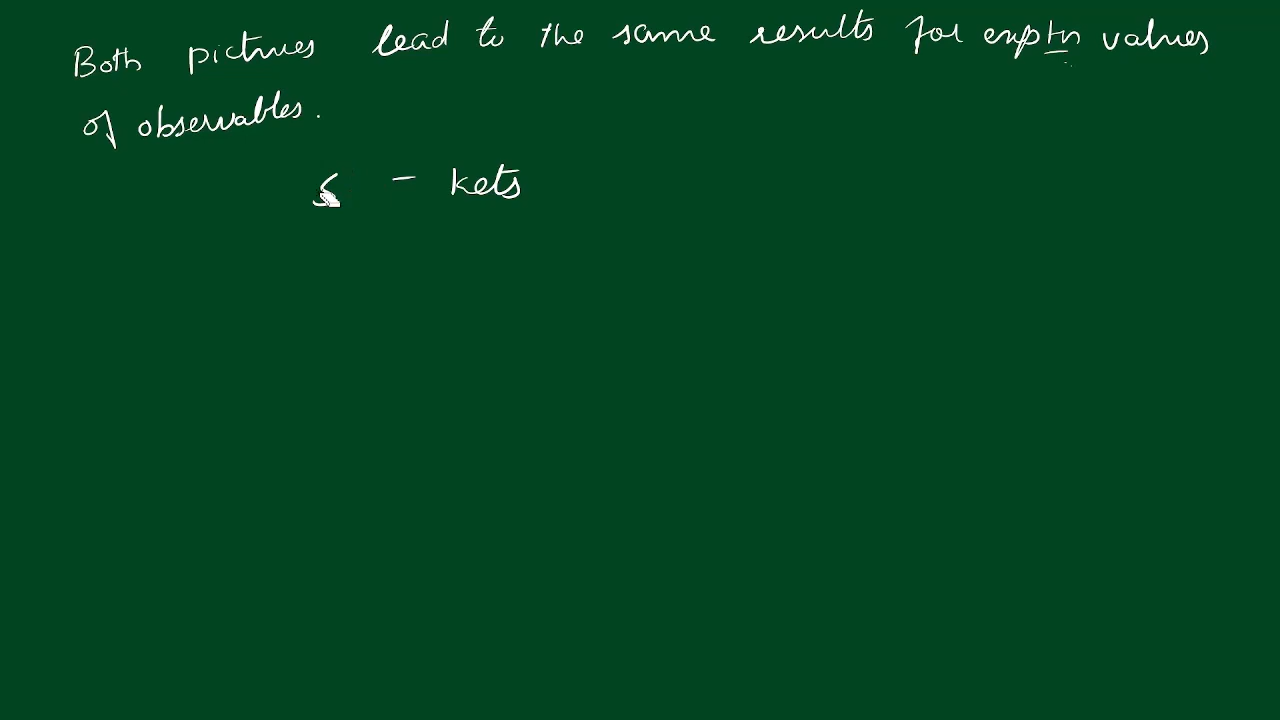 Both pictures lead to the same results for exptn values
of observables.
S - kets